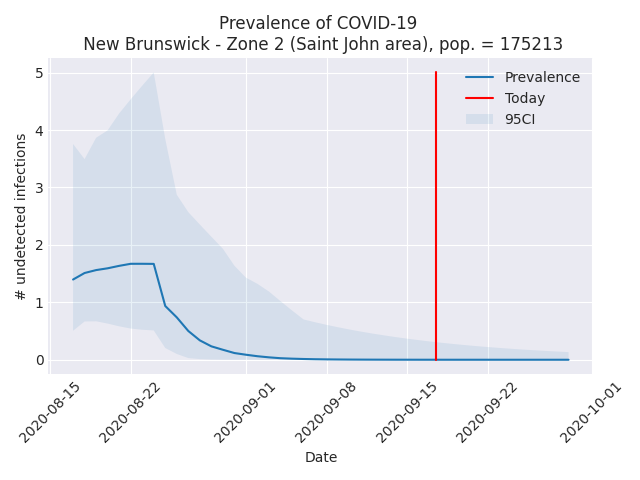 Prevalence of COVID-19
New Brunswick - Zone 2 (Saint John area), pop. = 175213
Prevalence
Today
95CI
# undetected infections
5
4
3
2
1
0
2020-08-15
2020-08-22
2020-09-01
2020-09-08
2020-09-15
2020-09-22
2020-10-01
Date